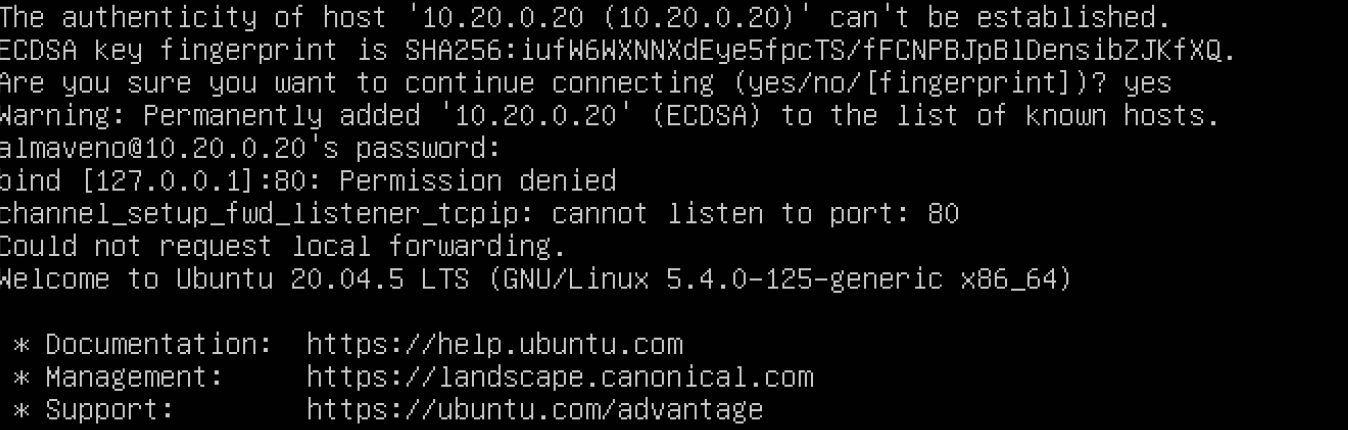 The authenticity of host '10.20.0.20 (10.20.0.20)' can't be established.
ECDSA key fingerprint is SHA256:iufW6WXNNXdEye5fpcTS/fFCNPBJpBlDensibZJKfXQ.
Are you sure you want to continue connecting (yes/no/[fingerprint])? yes
Warning: Permanently added '10.20.0.20' (ECDSA) to the list of known hosts.
almaveno@10.20.0.20's password:
bind [127.0.0.1]:80: Permission denied
channel_setup_fwd_listener_tcpip: cannot listen to port: 80
Could not request local forwarding.
Welcome to Ubuntu 20.04.5 LTS (GNU/Linux 5.4.0-125-generic x86_64)
* Documentation: https://help.ubuntu.com
* Management: https://landscape.canonical.com
* Support: https://ubuntu.com/advantage